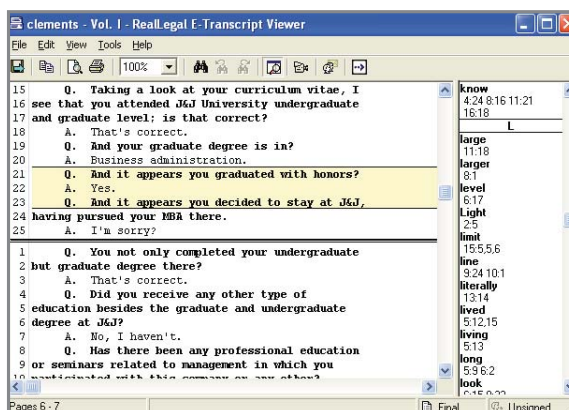 clements - Vol. I - RealLegal E-Transcript Viewer
File Edit View Tools Help
100%
15 Q. Taking a look at your curriculum vitae, I
16 see that you attended J&J University undergraduate
17 and graduate level; is that correct?
18 A. That's correct.
19 Q. And your graduate degree is in?
20 A. Business administration.
21 Q. And it appears you graduated with honors?
22 A. Yes.
23 Q. And it appears you decided to stay at J&J,
24 having pursued your MBA there.
25 A. I'm sorry?
1 Q. You not only completed your undergraduate
2 but graduate degree there?
3 A. That's correct.
4 Q. Did you receive any other type of
5 education besides the graduate and undergraduate
6 degree at J&J?
7 A. No, I haven't.
8 Q. Has there been any professional education
9 or seminars related to management in which you
10 participated with this company or any other?
know
4:24 8:16 11:21
16:18
L
large
11:18
larger
8:1
level
6:17
Light
2:5
limit
15:5,5,6
line
9:24 10:1
literally
13:14
lived
5:12,15
living
5:13
long
5:9 6:2
look
Pages 6 - 7
Final
Unsigned